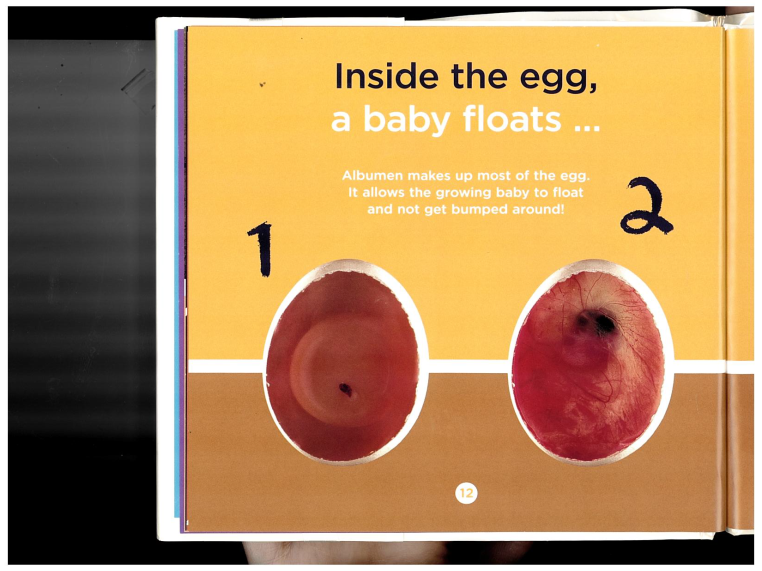 Inside the egg,
a baby floats ...
Albumen makes up most of the egg.
It allows the growing baby to float
and not get bumped around!
1
2
12